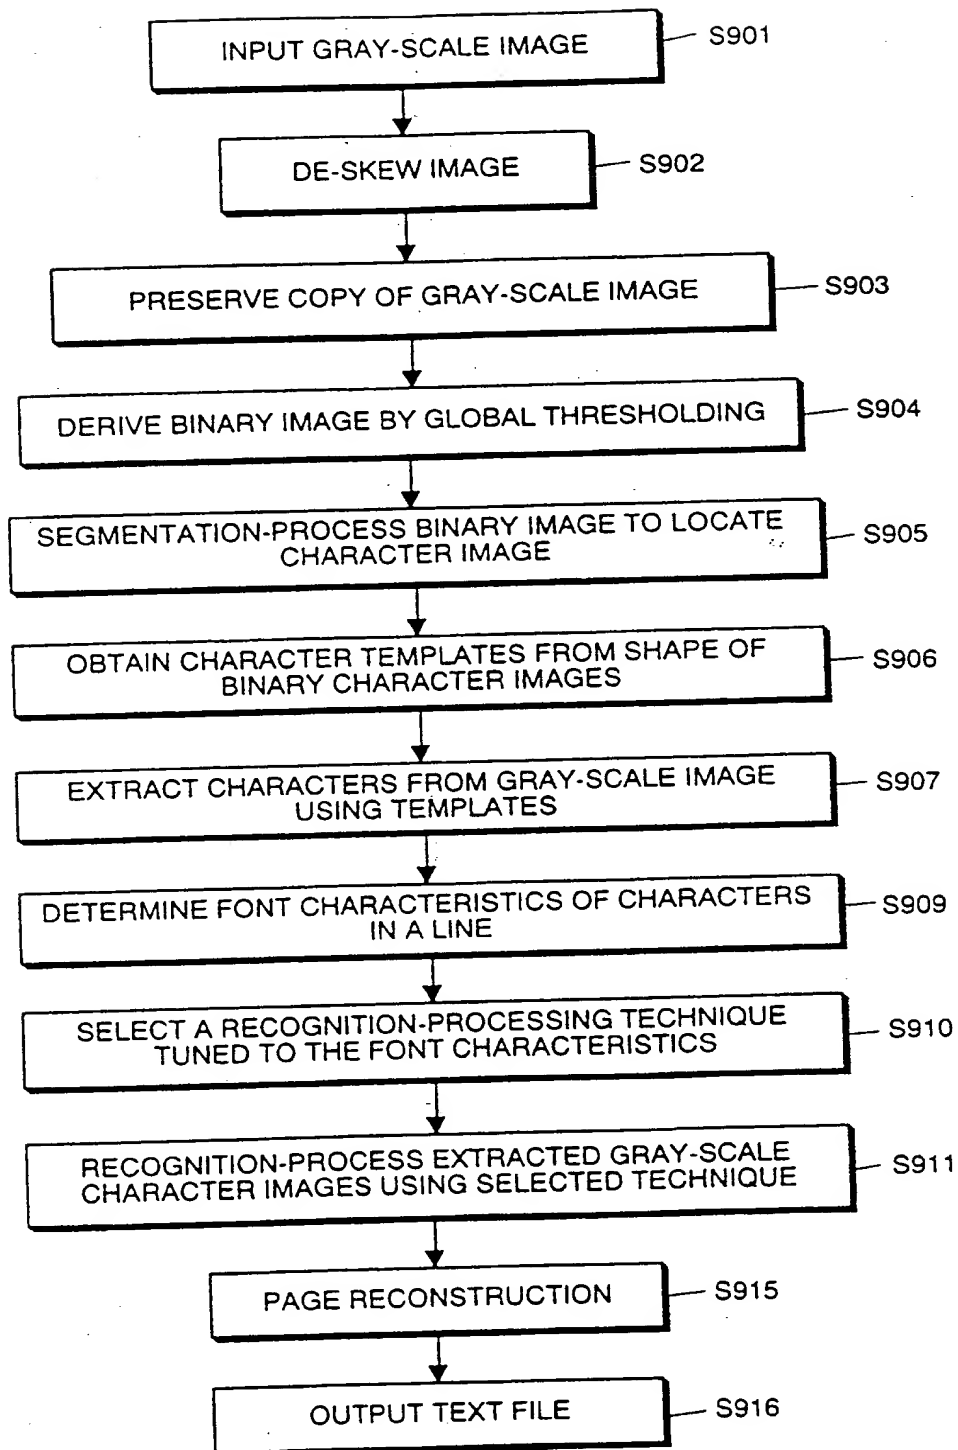 INPUT GRAY-SCALE IMAGE
S901
DE-SKEW IMAGE
S902
PRESERVE COPY OF GRAY-SCALE IMAGE
S903
DERIVE BINARY IMAGE BY GLOBAL THRESHOLDING
S904
SEGMENTATION-PROCESS BINARY IMAGE TO LOCATE
CHARACTER IMAGE
S905
OBTAIN CHARACTER TEMPLATES FROM SHAPE OF
BINARY CHARACTER IMAGES
S906
EXTRACT CHARACTERS FROM GRAY-SCALE IMAGE
USING TEMPLATES
S907
DETERMINE FONT CHARACTERISTICS OF CHARACTERS
IN A LINE
S909
SELECT A RECOGNITION-PROCESSING TECHNIQUE
TUNED TO THE FONT CHARACTERISTICS
S910
RECOGNITION-PROCESS EXTRACTED GRAY-SCALE
CHARACTER IMAGES USING SELECTED TECHNIQUE
S911
PAGE RECONSTRUCTION
S915
OUTPUT TEXT FILE
S916